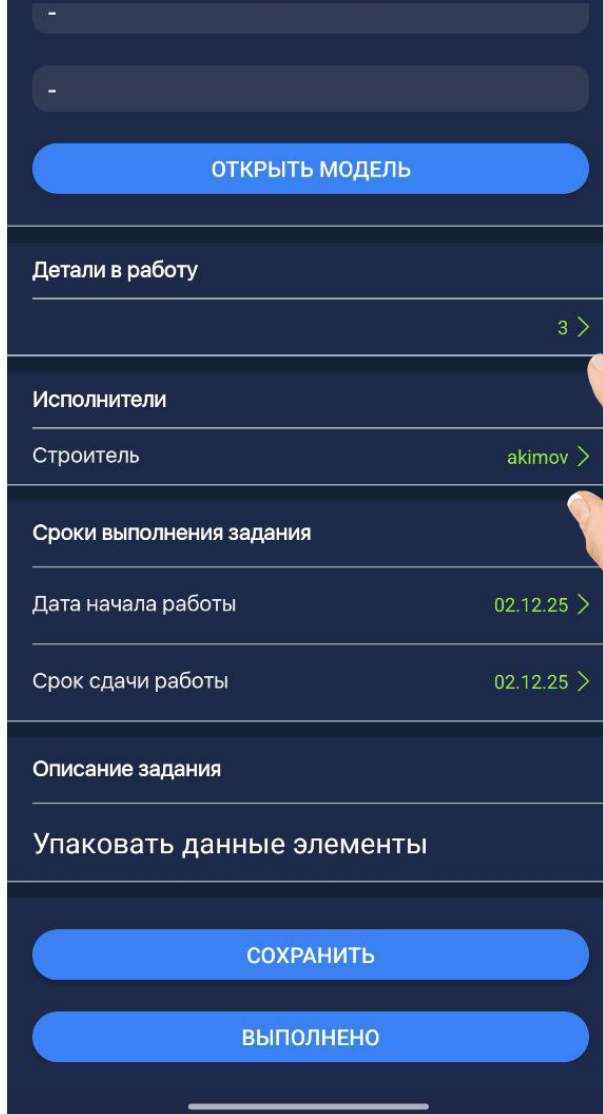 -
-
ОТКРЫТЬ МОДЕЛЬ
Детали в работу
3 >
Исполнители
Строитель akimov >
Сроки выполнения задания
Дата начала работы 02.12.25 >
Срок сдачи работы 02.12.25 >
Описание задания
Упаковать данные элементы
СОХРАНИТЬ
ВЫПОЛНЕНО